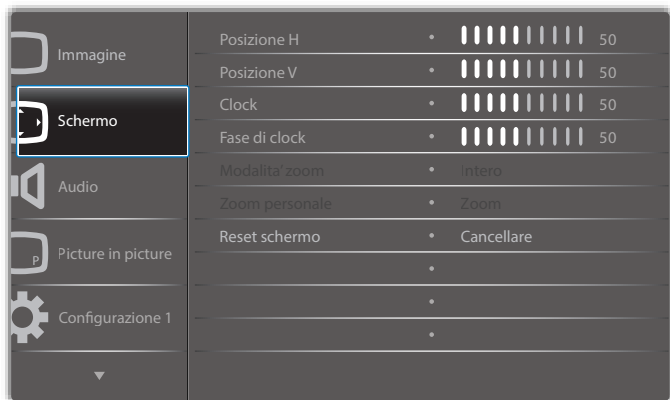 Immagine
Schermo
Audio
P
Picture in picture
Configurazione 1
Posizione H 50
Posizione V 50
Clock 50
Fase di clock 50
Modalita' zoom Intero
Zoom personale Zoom
Reset schermo Cancellare